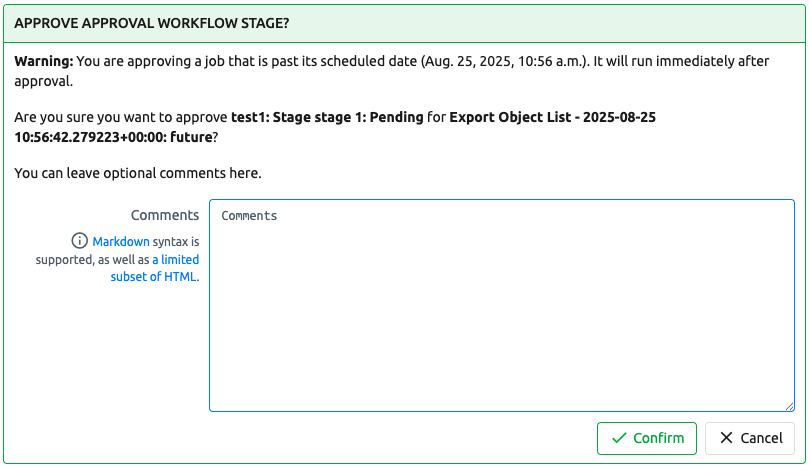 APPROVE APPROVAL WORKFLOW STAGE?
Warning: You are approving a job that is past its scheduled date (Aug. 25, 2025, 10:56 a.m.). It will run immediately after
approval.
Are you sure you want to approve test1: Stage stage 1: Pending for Export Object List - 2025-08-25
10:56:42.279223+00:00: future?
You can leave optional comments here.
Comments
Comments
Markdown syntax is
supported, as well as a limited
subset of HTML.
Confirm
Cancel